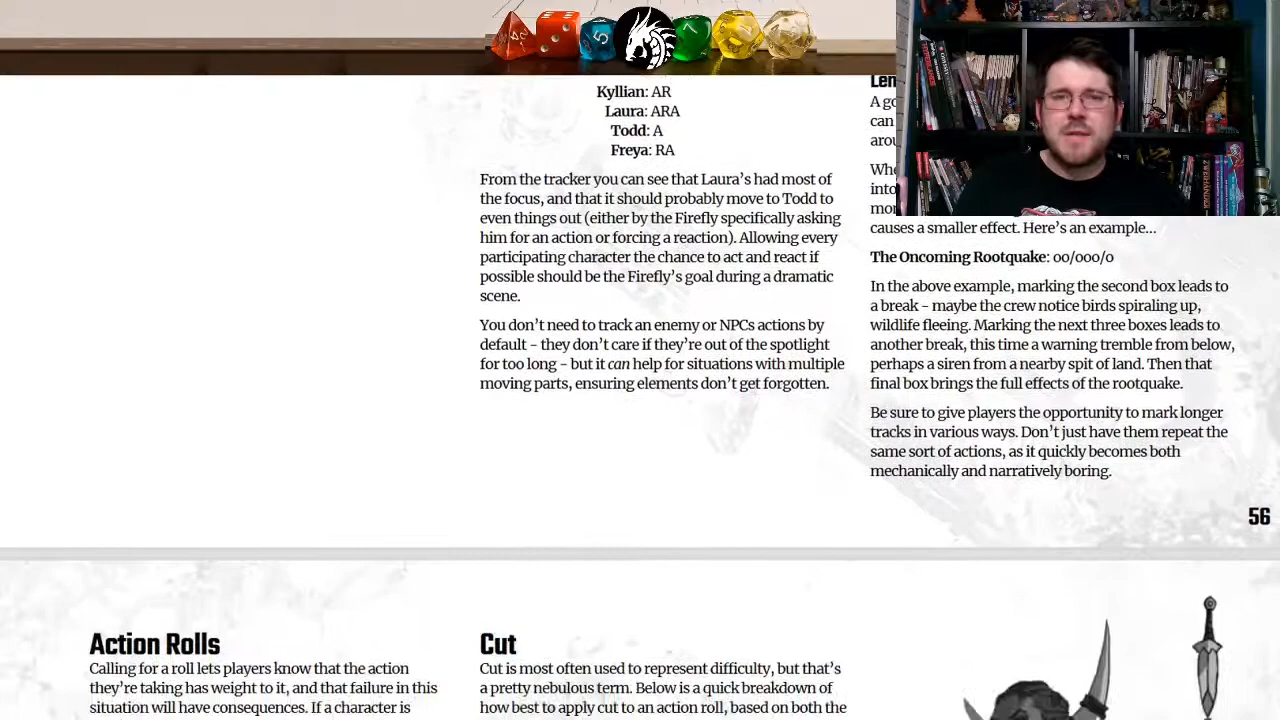 Kyllian: AR
Laura: ARA
Todd: A
Freya: RA
From the tracker you can see that Laura's had most of
the focus, and that it should probably move to Todd to
even things out (either by the Firefly specifically asking
him for an action or forcing a reaction). Allowing every
participating character the chance to act and react if
possible should be the Firefly's goal during a dramatic
scene.
You don't need to track an enemy or NPCs actions by
default - they don't care if they're out of the spotlight
for too long - but it can help for situations with multiple
moving parts, ensuring elements don't get forgotten.
A
can
causes a smaller effect. Here's an example...
The Oncoming Rootquake: oo/ooo/o
In the above example, marking the second box leads to
a break - maybe the crew notice birds spiraling up,
wildlife fleeing. Marking the next three boxes leads to
another break, this time a warning tremble from below,
perhaps a siren from a nearby spit of land. Then that
final box brings the full effects of the rootquake.
Be sure to give players the opportunity to mark longer
tracks in various ways. Don't just have them repeat the
same sort of actions, as it quickly becomes both
mechanically and narratively boring.
56
Action Rolls
Calling for a roll lets players know that the action
they're taking has weight to it, and that failure in this
situation will have consequences. If a character is
Cut
Cut is most often used to represent difficulty, but that's
a pretty nebulous term. Below is a quick breakdown of
how best to apply cut to an action roll, based on both the